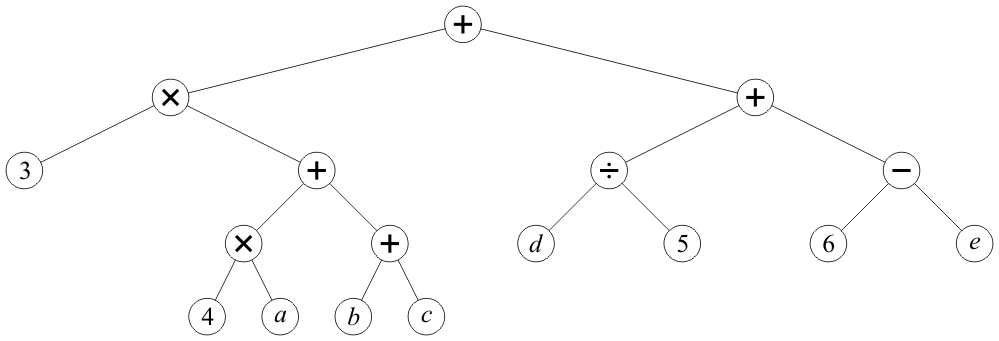 +
× +
3 + ÷ −
× + d 5 6 e
4 a b c